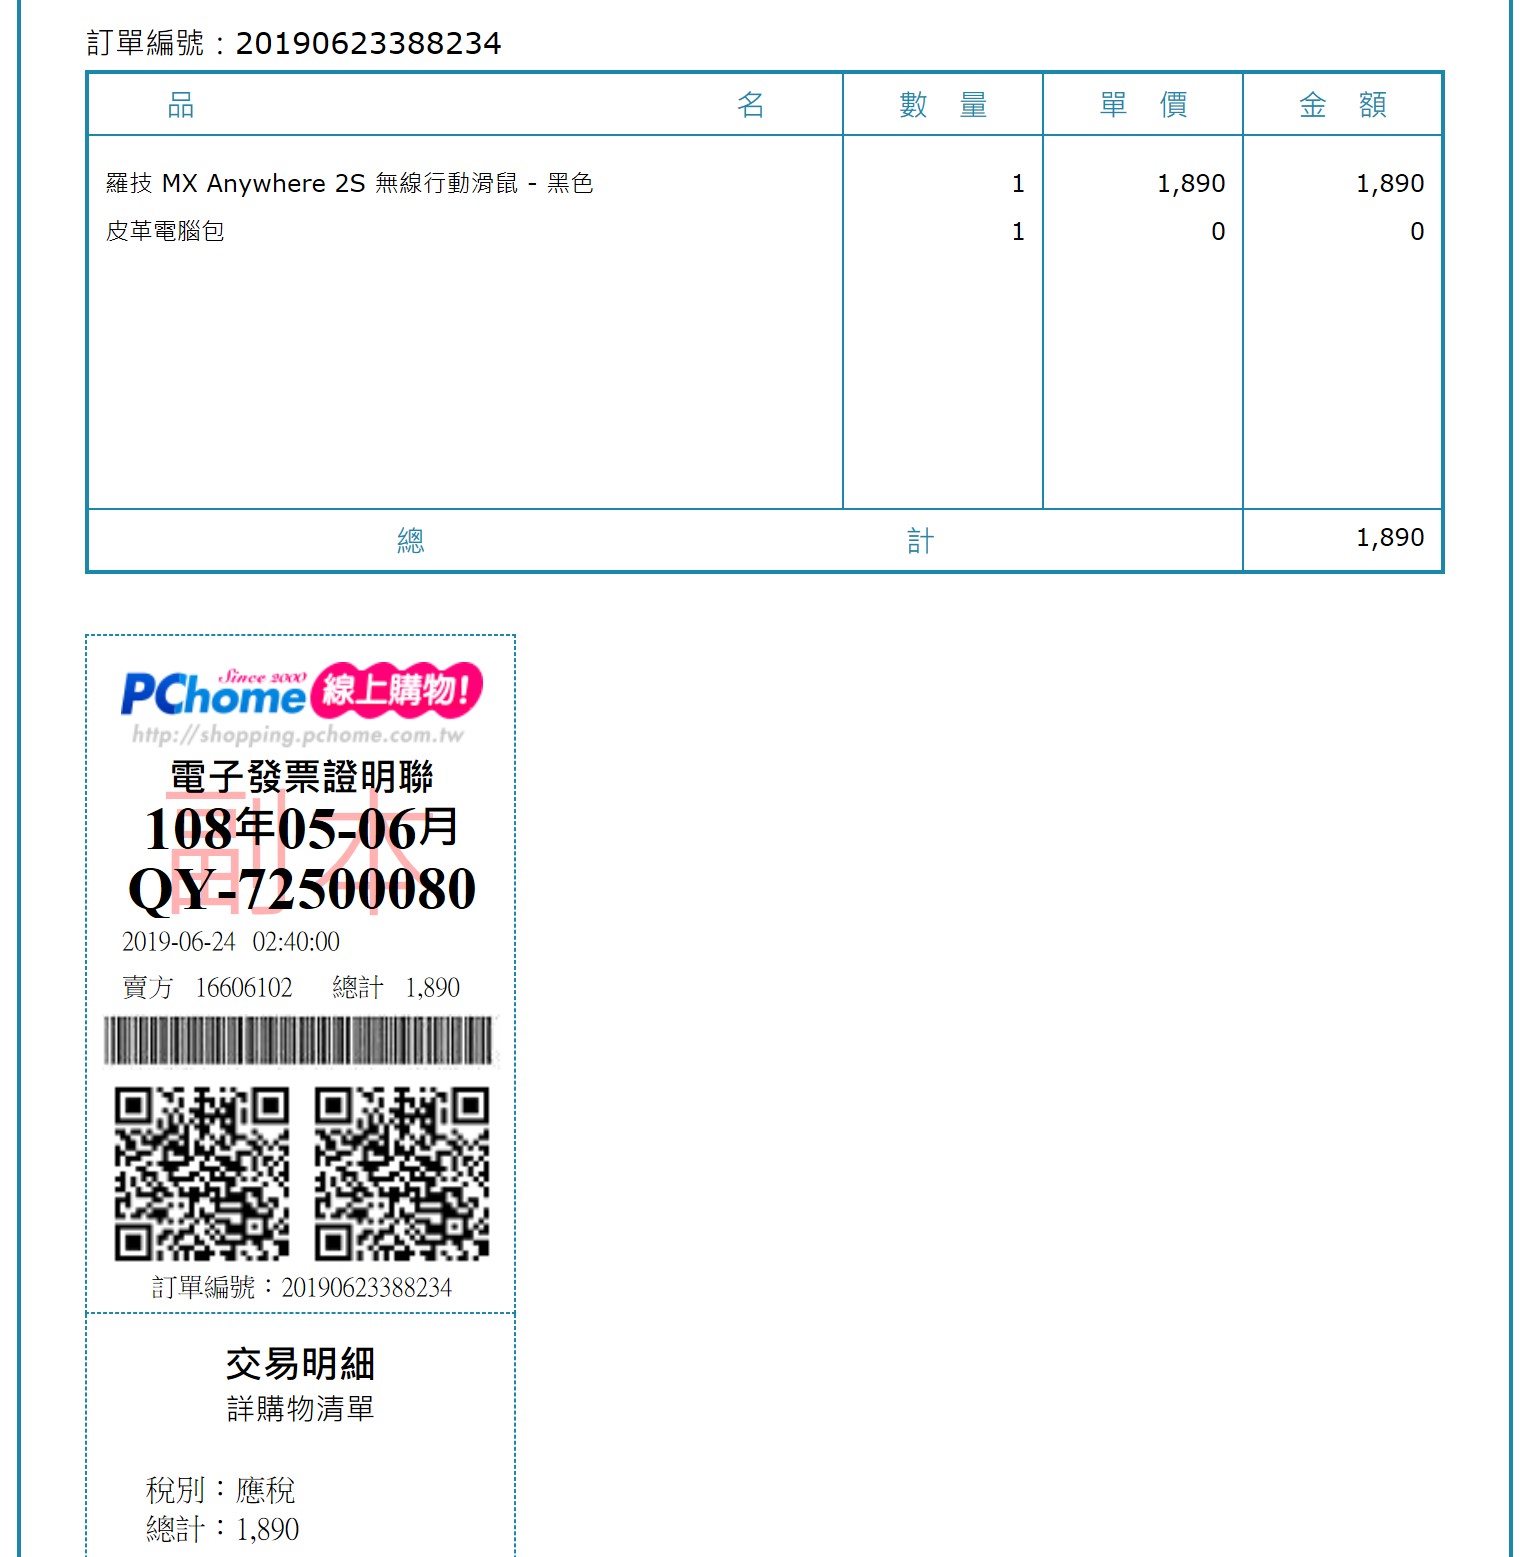 訂單編號：20190623388234
品 名 數 量 單 價 金 額
羅技 MX Anywhere 2S 無線行動滑鼠 - 黑色 1 1,890 1,890
皮革電腦包 1 0 0
總 計 1,890
Since 2000
PChome 線上購物!
http://shopping.pchome.com.tw
電子發票證明聯
副本
108年05-06月
QY-72500080
2019-06-24 02:40:00
賣方 16606102 總計 1,890
訂單編號：20190623388234
交易明細
詳購物清單
稅別：應稅
總計：1,890